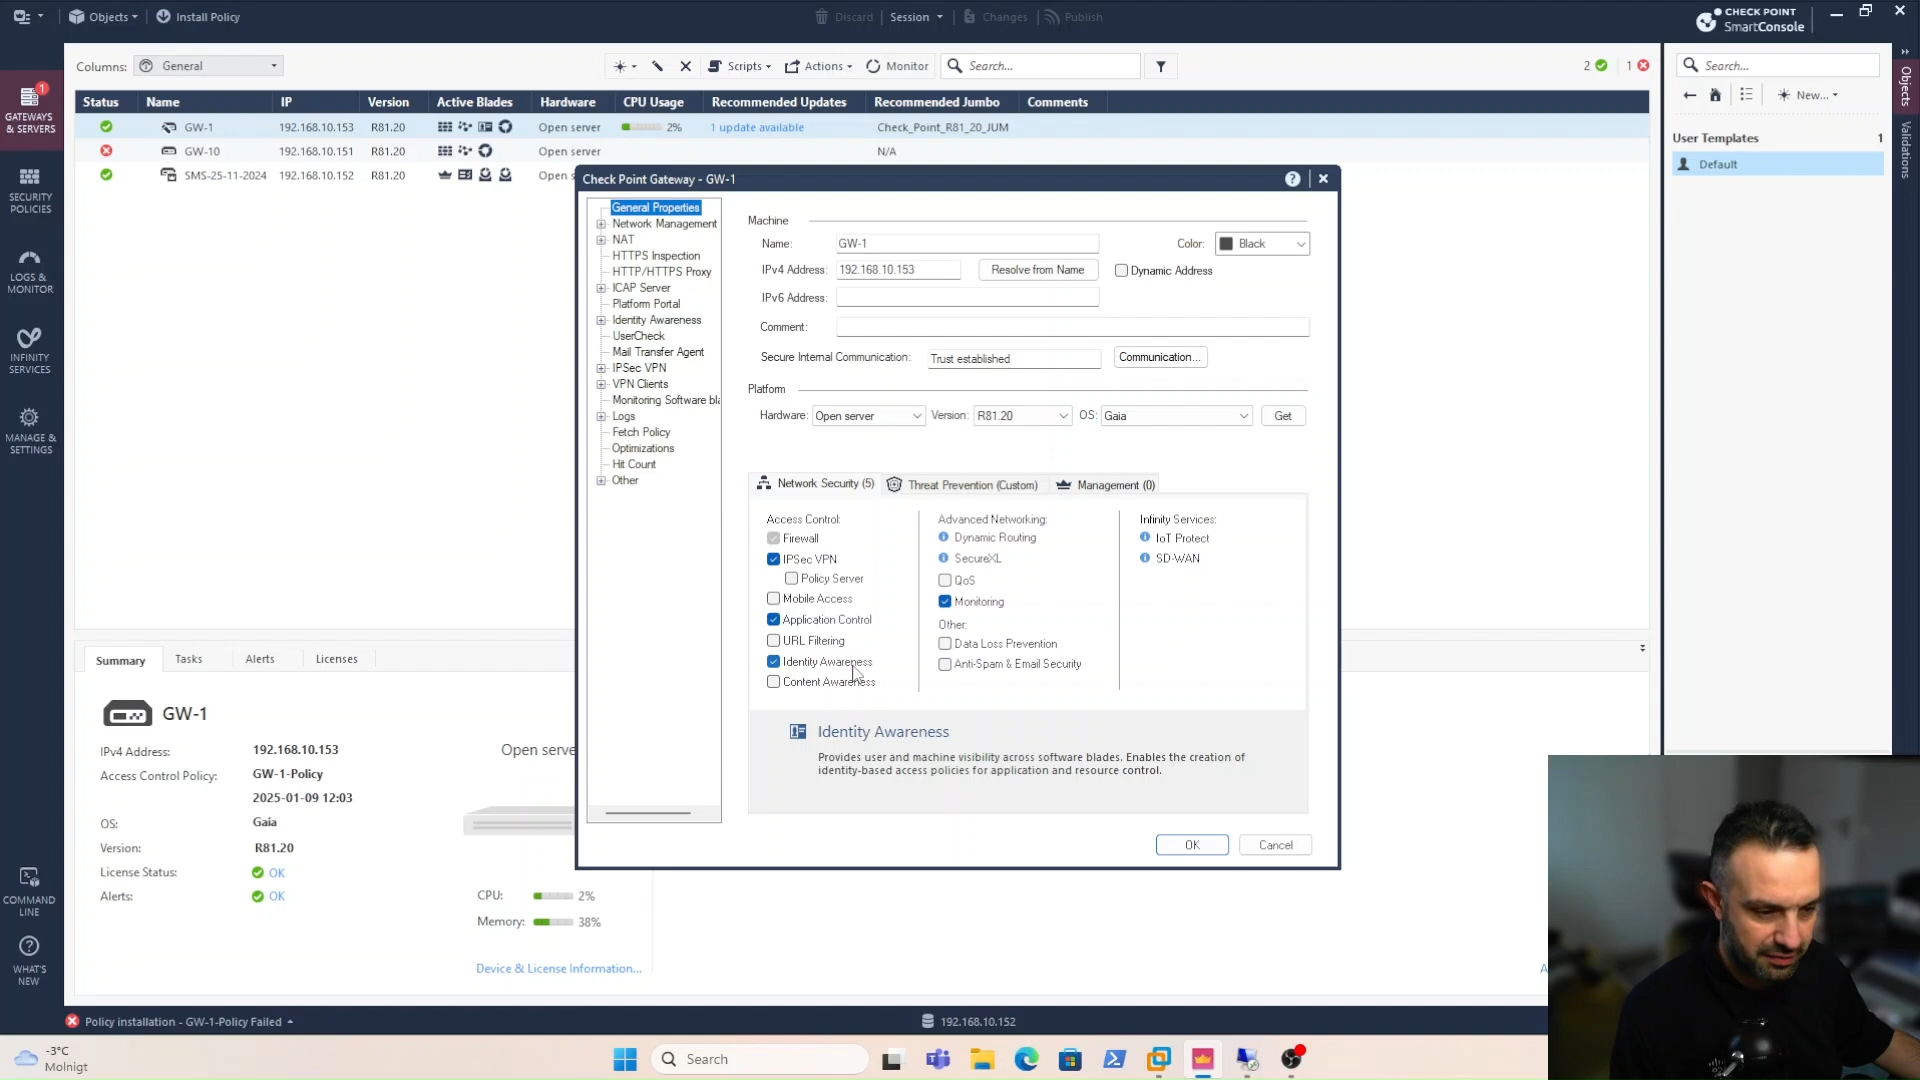 Objects
Install Policy
Discard
Session
Changes
Publish
CHECK POINT
SmartConsole
GATEWAYS
& SERVERS
1
SECURITY
POLICIES
LOGS &
MONITOR
INFINITY
SERVICES
MANAGE &
SETTINGS
COMMAND
LINE
WHAT'S
NEW
Columns:
General
Scripts
Actions
Monitor
Search...
2
1
Status
Name
IP
Version
Active Blades
Hardware
CPU Usage
Recommended Updates
Recommended Jumbo
Comments
GW-1
192.168.10.153
R81.20
Open server
2%
1 update available
Check_Point_R81_20_JUM
GW-10
192.168.10.151
R81.20
Open server
N/A
SMS-25-11-2024
192.168.10.152
R81.20
Open s
Check Point Gateway - GW-1
General Properties
Network Management
NAT
HTTPS Inspection
HTTP/HTTPS Proxy
ICAP Server
Platform Portal
Identity Awareness
UserCheck
Mail Transfer Agent
IPSec VPN
VPN Clients
Monitoring Software bla
Logs
Fetch Policy
Optimizations
Hit Count
Other
Machine
Name:
GW-1
Color:
Black
IPv4 Address:
192.168.10.153
Resolve from Name
Dynamic Address
IPv6 Address:
Comment:
Secure Internal Communication:
Trust established
Communication...
Platform
Hardware:
Open server
Version:
R81.20
OS:
Gaia
Get
Network Security (5)
Threat Prevention (Custom)
Management (0)
Access Control:
Firewall
IPSec VPN
Policy Server
Mobile Access
Application Control
URL Filtering
Identity Awareness
Content Awareness
Advanced Networking:
Dynamic Routing
SecureXL
QoS
Monitoring
Other:
Data Loss Prevention
Anti-Spam & Email Security
Infinity Services:
IoT Protect
SD-WAN
Identity Awareness
Provides user and machine visibility across software blades. Enables the creation of
identity-based access policies for application and resource control.
OK
Cancel
Summary
Tasks
Alerts
Licenses
GW-1
IPv4 Address:
192.168.10.153
Access Control Policy:
GW-1-Policy
2025-01-09 12:03
OS:
Gaia
Version:
R81.20
License Status:
OK
Alerts:
OK
Open serve
CPU:
2%
Memory:
38%
Device & License Information...
A
Search...
New...
User Templates
1
Default
Objects
Validations
Policy installation - GW-1-Policy Failed
192.168.10.152
-3°C
Molnigt
Search